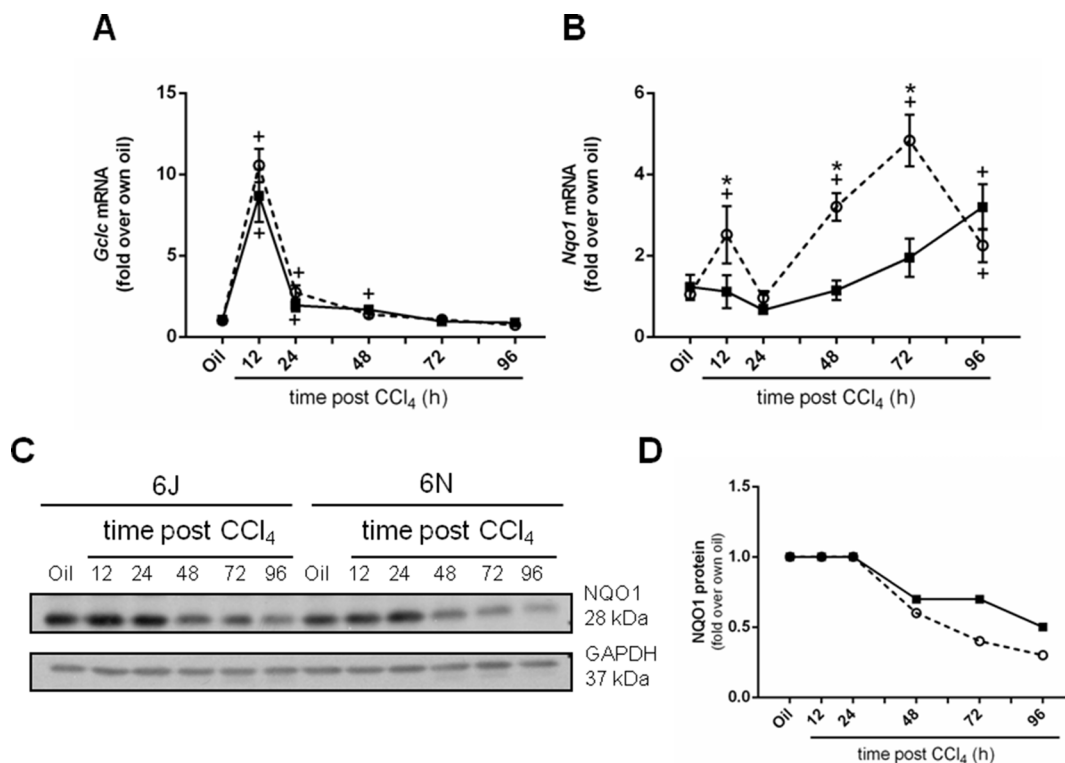 A
Gclc mRNA
(fold over own oil)
15
10
5
0
Oil 12 24 48 72 96
time post CCl4 (h)
B
Nqo1 mRNA
(fold over own oil)
6
4
2
0
Oil 12 24 48 72 96
time post CCl4 (h)
C
6J 6N
time post CCl4 time post CCl4
Oil 12 24 48 72 96 Oil 12 24 48 72 96
NQO1
28 kDa
GAPDH
37 kDa
D
NQO1 protein
(fold over own oil)
1.5
1.0
0.5
0.0
Oil 12 24 48 72 96
time post CCl4 (h)